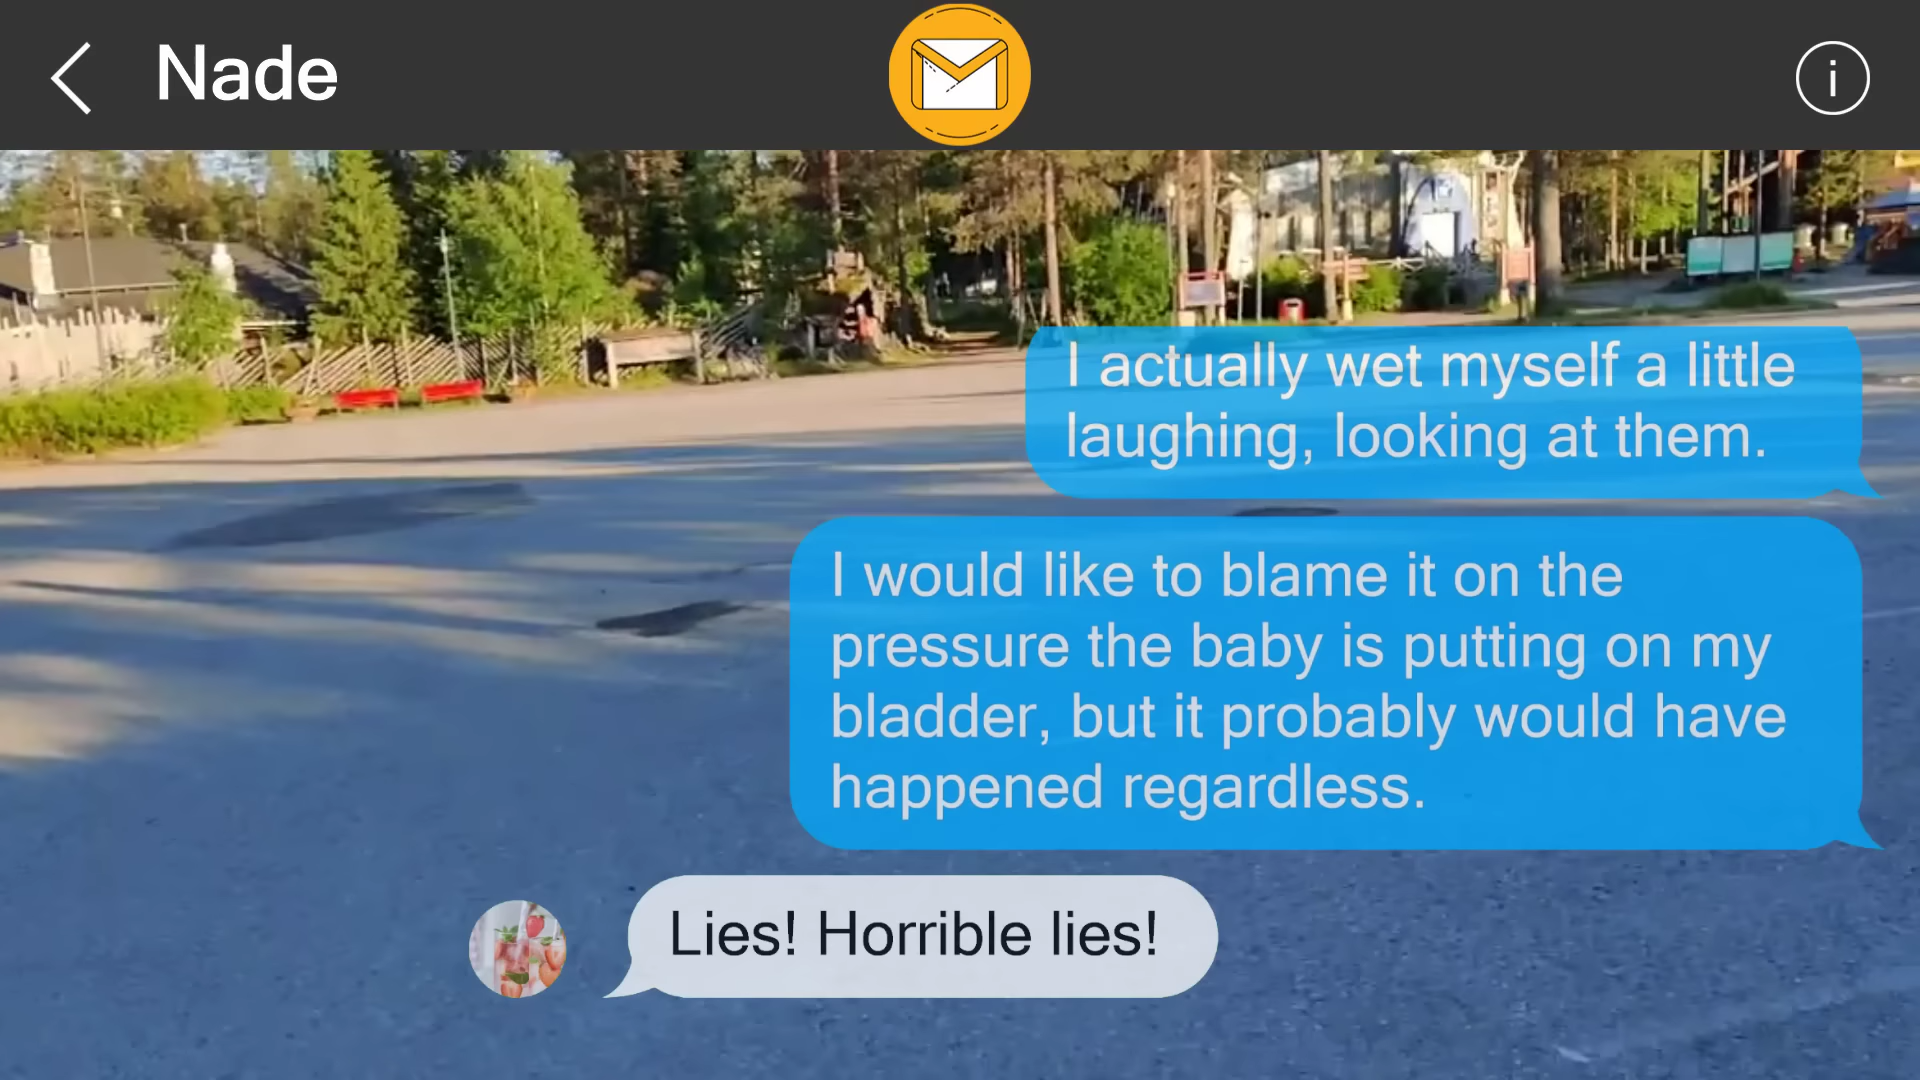 Nade
i
I actually wet myself a little
laughing, looking at them.
I would like to blame it on the
pressure the baby is putting on my
bladder, but it probably would have
happened regardless.
Lies! Horrible lies!